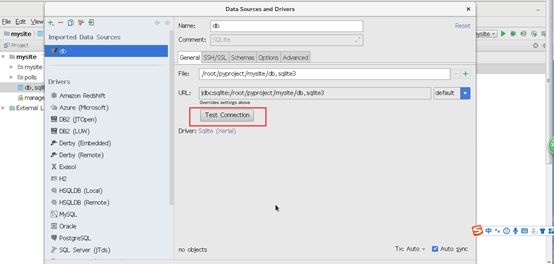 Data Sources and Drivers
File Edit View
Project
mysite
mysite
polls
db.sqlite3
manage
External L
Imported Data Sources
db
Drivers
Amazon Redshift
Azure (Microsoft)
DB2 (JTOpen)
DB2 (LUW)
Derby (Embedded)
Derby (Remote)
Exasol
H2
HSQLDB (Local)
HSQLDB (Remote)
MySQL
Oracle
PostgreSQL
SQL Server (jTds)
Name: db
Reset
Comment: SQLite
General SSH/SSL Schemas Options Advanced
File: /root/pyproject/mysite/db.sqlite3
URL: jdbc:sqlite:/root/pyproject/mysite/db.sqlite3 default
Overrides settings above
Test Connection
Driver: Sqlite (Xerial)
no objects
Tx: Auto
Auto sync
mysite
中